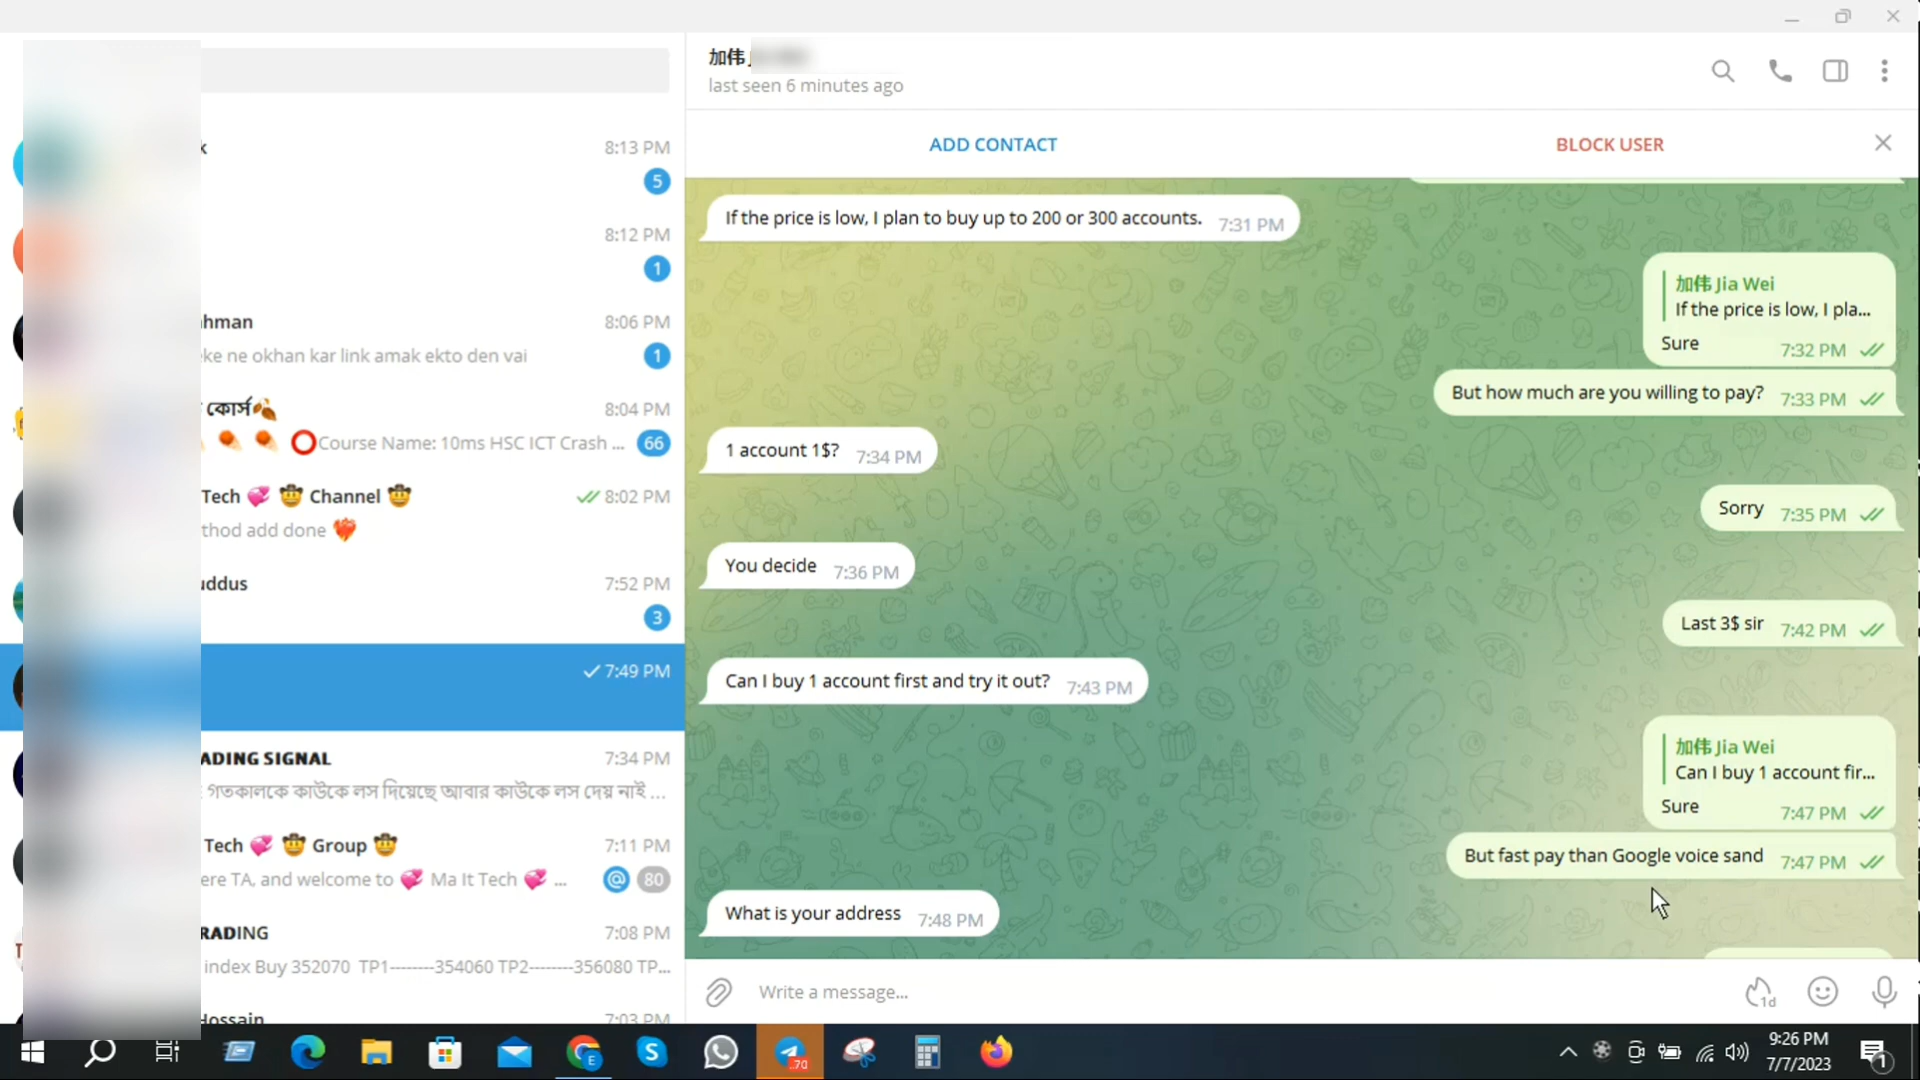 k
8:13 PM
5
8:12 PM
1
hman
8:06 PM
eke ne okhan kar link amak ekto den vai
1
কোর্স🍂
8:04 PM
⭕Course Name: 10ms HSC ICT Crash ...
66
Tech 💞 🤠 Channel 🤠
8:02 PM
thod add done ❤️‍🔥
uddus
7:52 PM
3
7:49 PM
ADING SIGNAL
7:34 PM
গতকালকে কাউকে লস দিয়েছে আবার কাউকে লস দেয় নাই ...
Tech 💞 🤠 Group 🤠
7:11 PM
ere TA, and welcome to 💞 Ma It Tech 💞 ...
@ 80
RADING
7:08 PM
index Buy 352070 TP1--------354060 TP2--------356080 TP...
Hossain
7:03 PM
加伟
last seen 6 minutes ago
ADD CONTACT
BLOCK USER
If the price is low, I plan to buy up to 200 or 300 accounts. 7:31 PM
加伟 Jia Wei
If the price is low, I pla...
Sure 7:32 PM
But how much are you willing to pay? 7:33 PM
1 account 1$? 7:34 PM
Sorry 7:35 PM
You decide 7:36 PM
Last 3$ sir 7:42 PM
Can I buy 1 account first and try it out? 7:43 PM
加伟 Jia Wei
Can I buy 1 account fir...
Sure 7:47 PM
But fast pay than Google voice sand 7:47 PM
What is your address 7:48 PM
Write a message...
1d
70
9:26 PM
7/7/2023
1